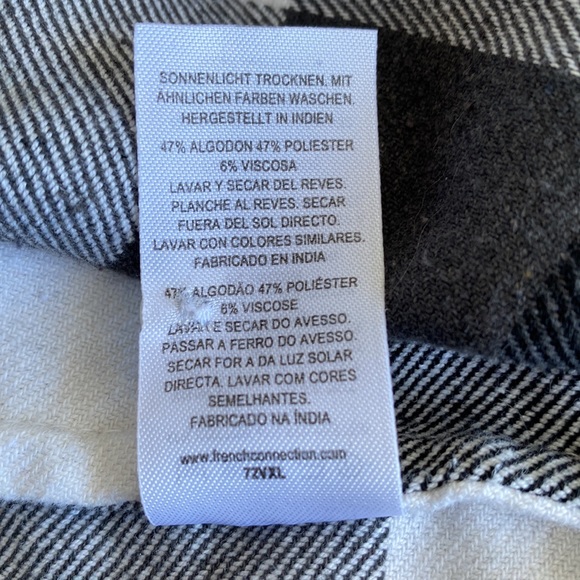 SONNENLICHT TROCKNEN. MIT
ÄHNLICHEN FARBEN WASCHEN.
HERGESTELLT IN INDIEN
47% ALGODON 47% POLIESTER
6% VISCOSA
LAVAR Y SECAR DEL REVES.
PLANCHE AL REVES. SECAR
FUERA DEL SOL DIRECTO.
LAVAR CON COLORES SIMILARES.
FABRICADO EN INDIA
47% ALGODÃO 47% POLIÉSTER
6% VISCOSE
LAVAR E SECAR DO AVESSO.
PASSAR A FERRO DO AVESSO.
SECAR FOR A DA LUZ SOLAR
DIRECTA. LAVAR COM CORES
SEMELHANTES.
FABRICADO NA ÍNDIA
www.frenchconnection.com
72VXL